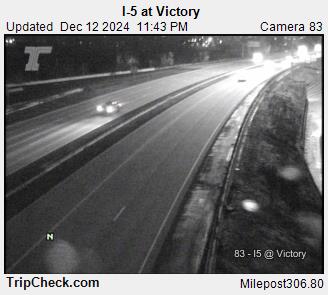 I-5 at Victory
Updated  Dec 12 2024  11:43 PM
Camera 83
T
N
83 - I5 @ Victory
TripCheck.com
Milepost306.80